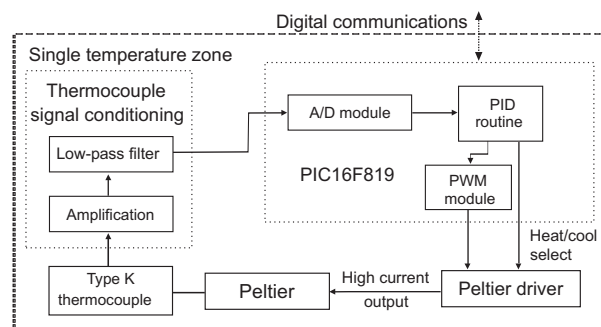 Digital communications
Single temperature zone
Thermocouple
signal conditioning
Low-pass filter
Amplification
Type K
thermocouple
A/D module
PID
routine
PIC16F819
PWM
module
Heat/cool
select
Peltier
High current
output
Peltier driver